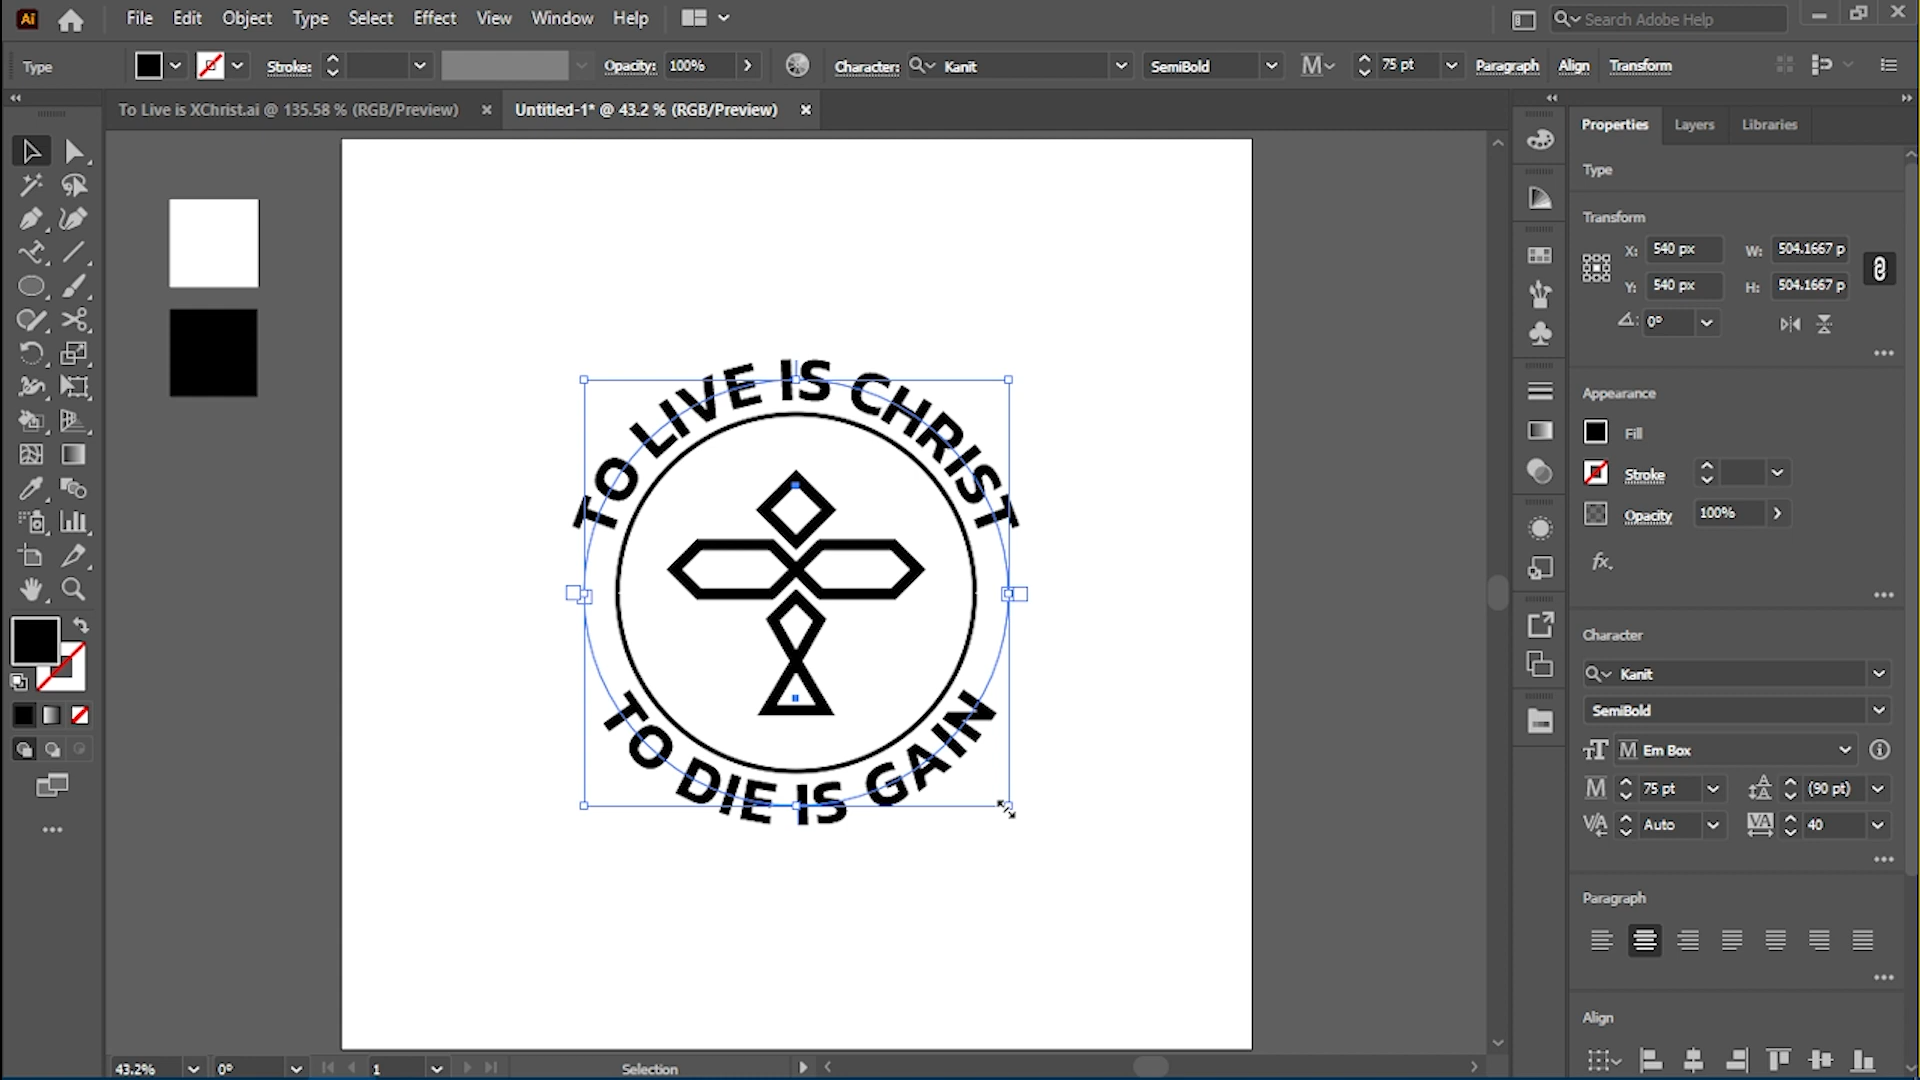 Ai File Edit Object Type Select Effect View Window Help Search Adobe Help
Type Stroke: Opacity: 100% Character: Kanit SemiBold 75 pt Paragraph Align Transform
To Live is XChrist.ai @ 135.58 % (RGB/Preview) Untitled-1* @ 43.2 % (RGB/Preview)
Properties Layers Libraries
Type
Transform
X: 540 px W: 504.1667 p
Y: 540 px H: 504.1667 p
0°
Appearance
Fill
Stroke
Opacity 100%
fx.
Character
Kanit
SemiBold
Em Box
75 pt (90 pt)
Auto 40
Paragraph
Align
TO LIVE IS CHRIST
TO DIE IS GAIN
43.2% 0° 1 Selection